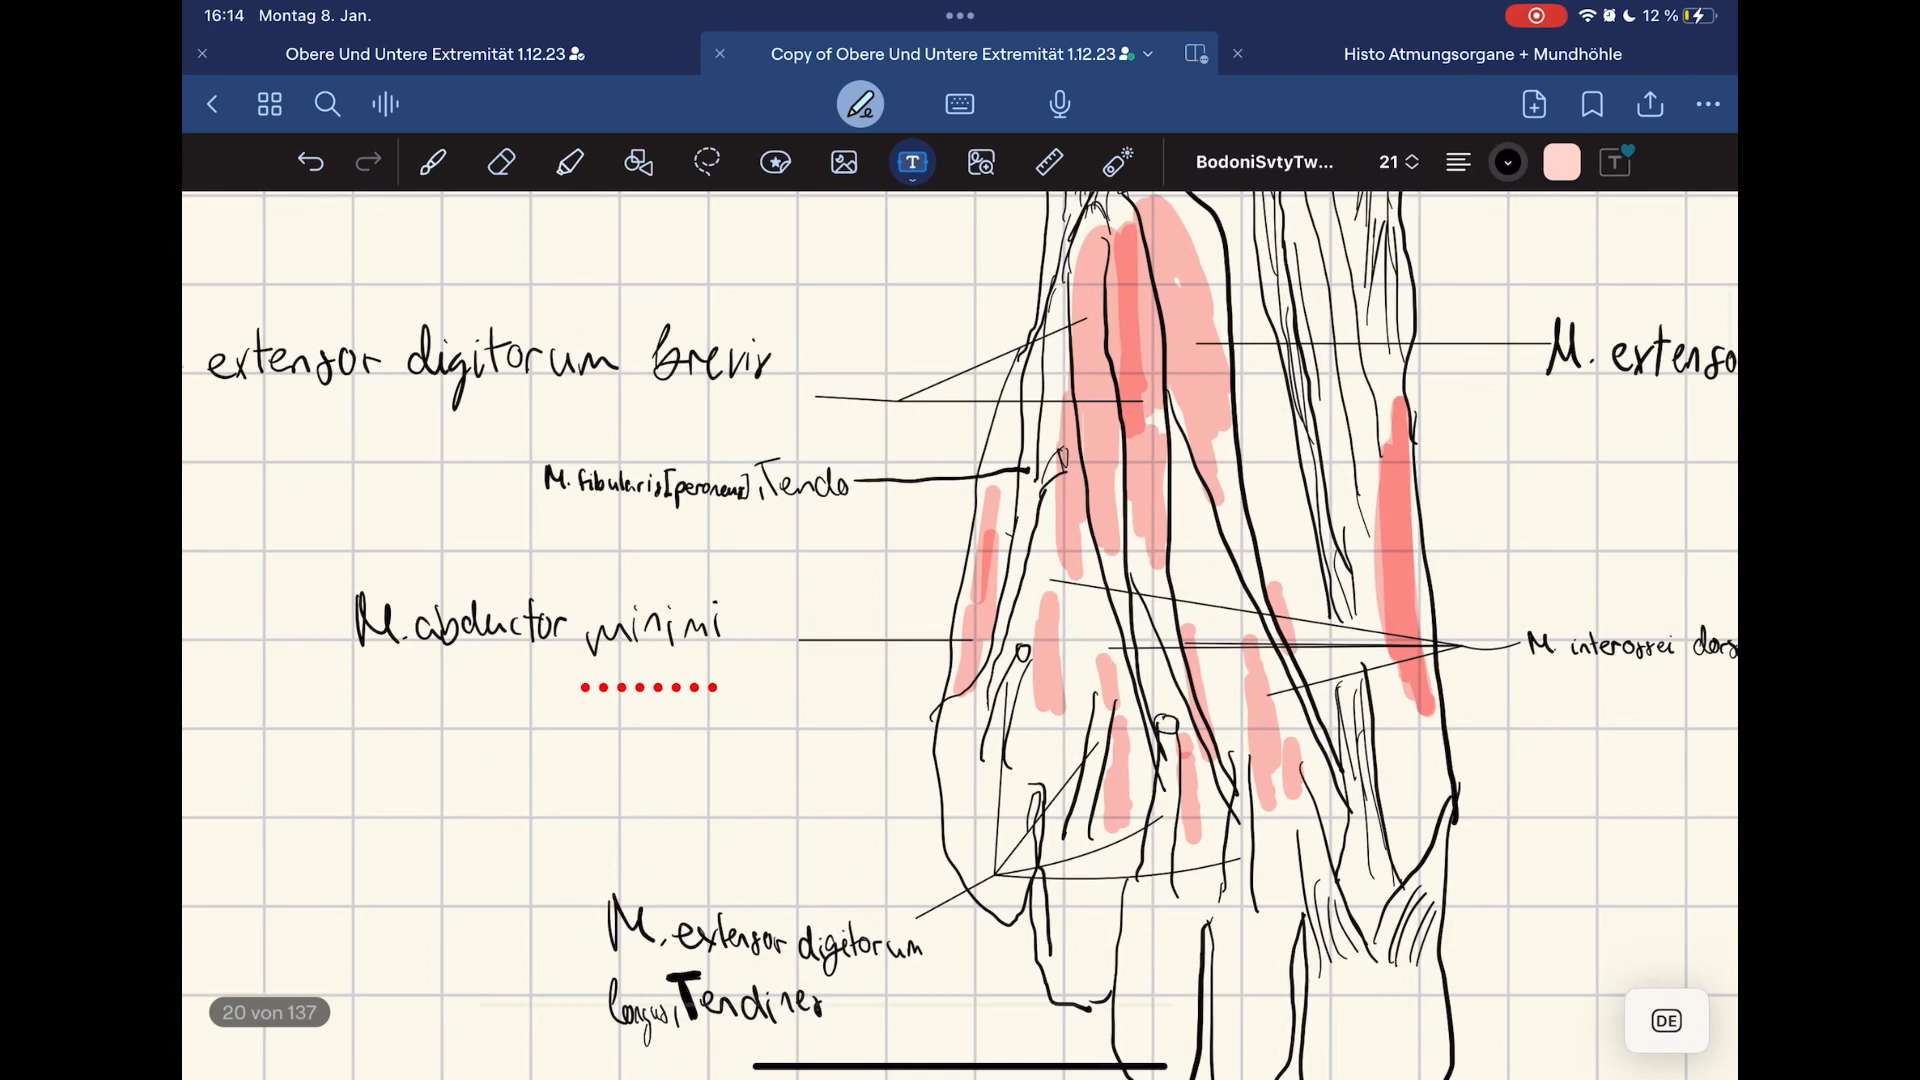 16:14 Montag 8. Jan.
12 %
Obere Und Untere Extremität 1.12.23
Copy of Obere Und Untere Extremität 1.12.23
Histo Atmungsorgane + Mundhöhle
T
BodoniSvtyTw...
21
T
extensor digitorum brevis
M. extenso
M. fibularis [peroneus], Tendo
M. abductor minimi
M. interossei dors
M. extensor digitorum
longus, Tendines
20 von 137
DE